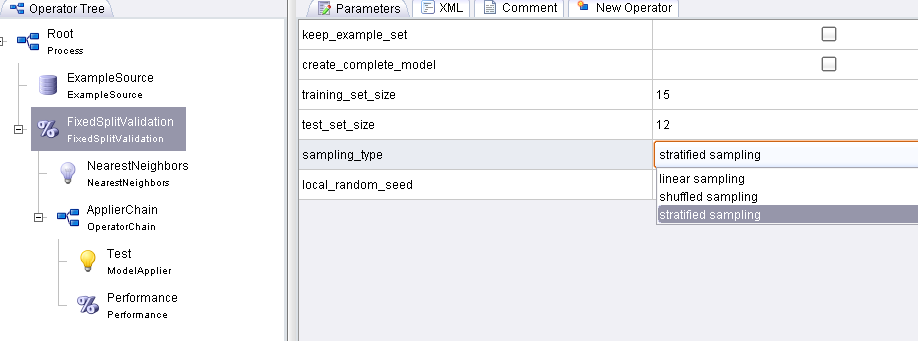 Operator Tree
Root
Process
ExampleSource
ExampleSource
FixedSplitValidation
FixedSplitValidation
NearestNeighbors
NearestNeighbors
ApplierChain
OperatorChain
Test
ModelApplier
Performance
Performance
Parameters XML Comment New Operator
keep_example_set
create_complete_model
training_set_size 15
test_set_size 12
sampling_type stratified sampling
local_random_seed
linear sampling
shuffled sampling
stratified sampling